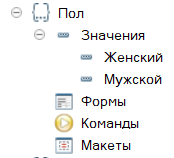 Пол
Значения
Женский
Мужской
Формы
Команды
Макеты